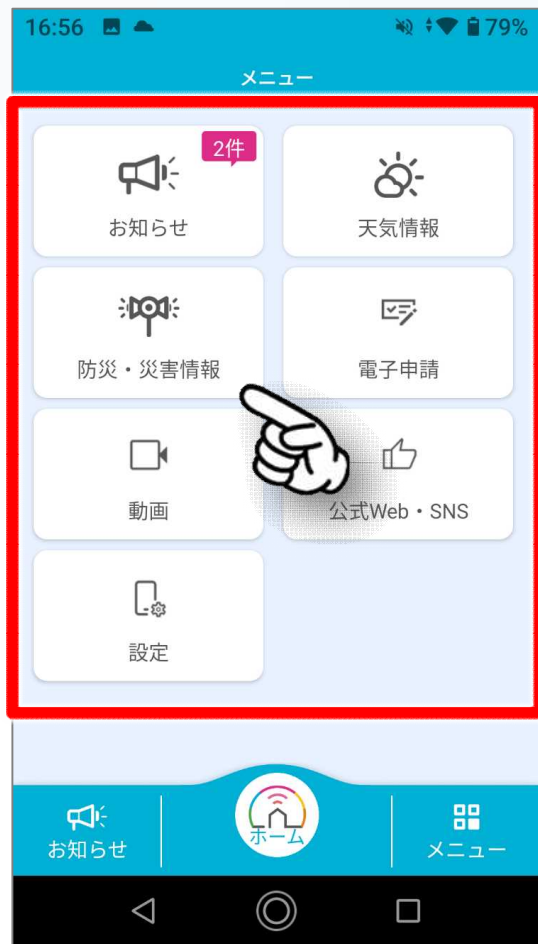 16:56
79%
メニュー
2件
お知らせ
天気情報
防災・災害情報
電子申請
動画
公式Web・SNS
設定
お知らせ
ホーム
メニュー